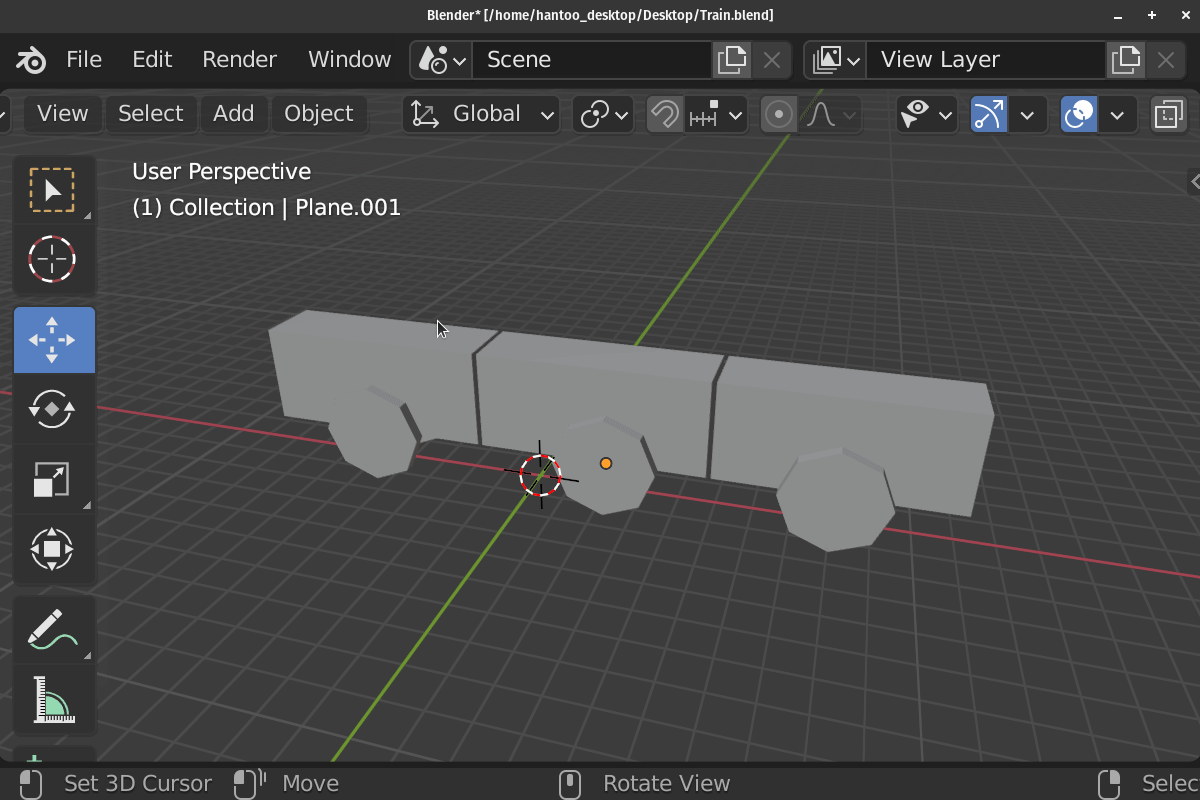 Blender* [/home/hantoo_desktop/Desktop/Train.blend]
File Edit Render Window Scene View Layer
View Select Add Object Global
User Perspective
(1) Collection | Plane.001
Set 3D Cursor Move Rotate View Selec